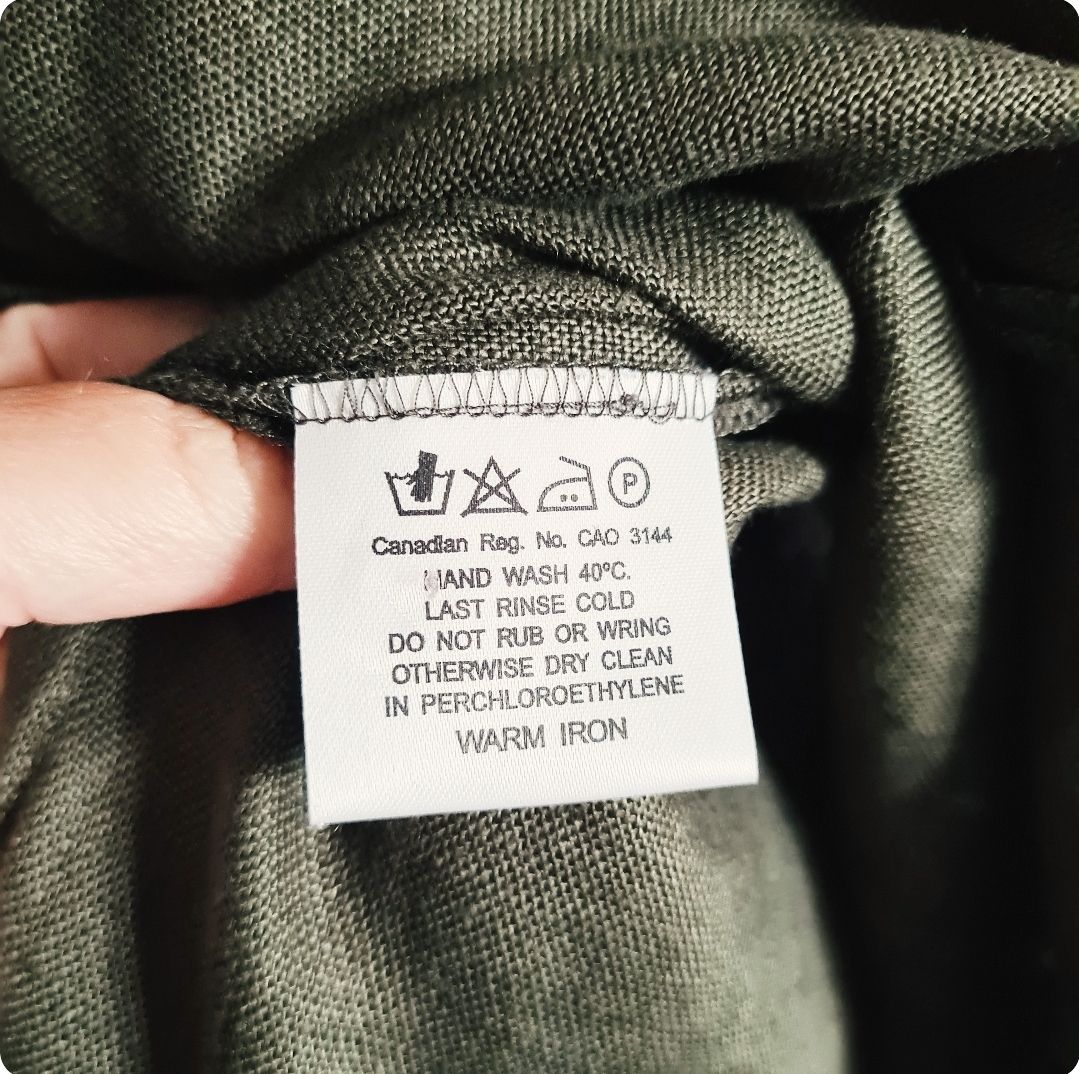 P
Canadian Reg. No. CAO 3144
HAND WASH 40ºC.
LAST RINSE COLD
DO NOT RUB OR WRING
OTHERWISE DRY CLEAN
IN PERCHLOROETHYLENE
WARM IRON